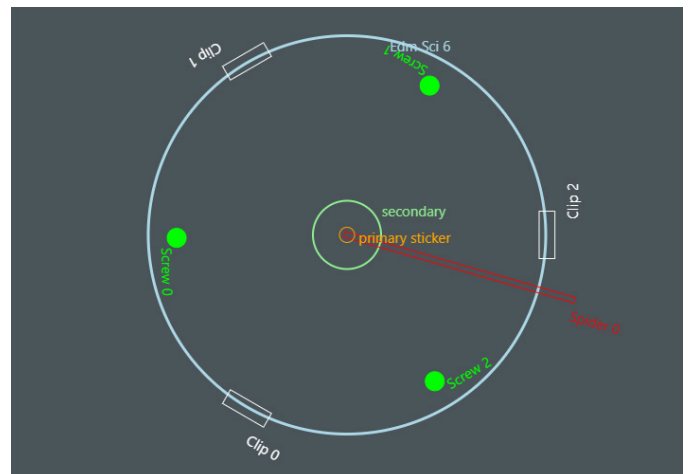 Edm Sci 6
Clip 1
Screw 1
Clip 2
secondary
primary sticker
Screw 0
Spider 0
Screw 2
Clip 0